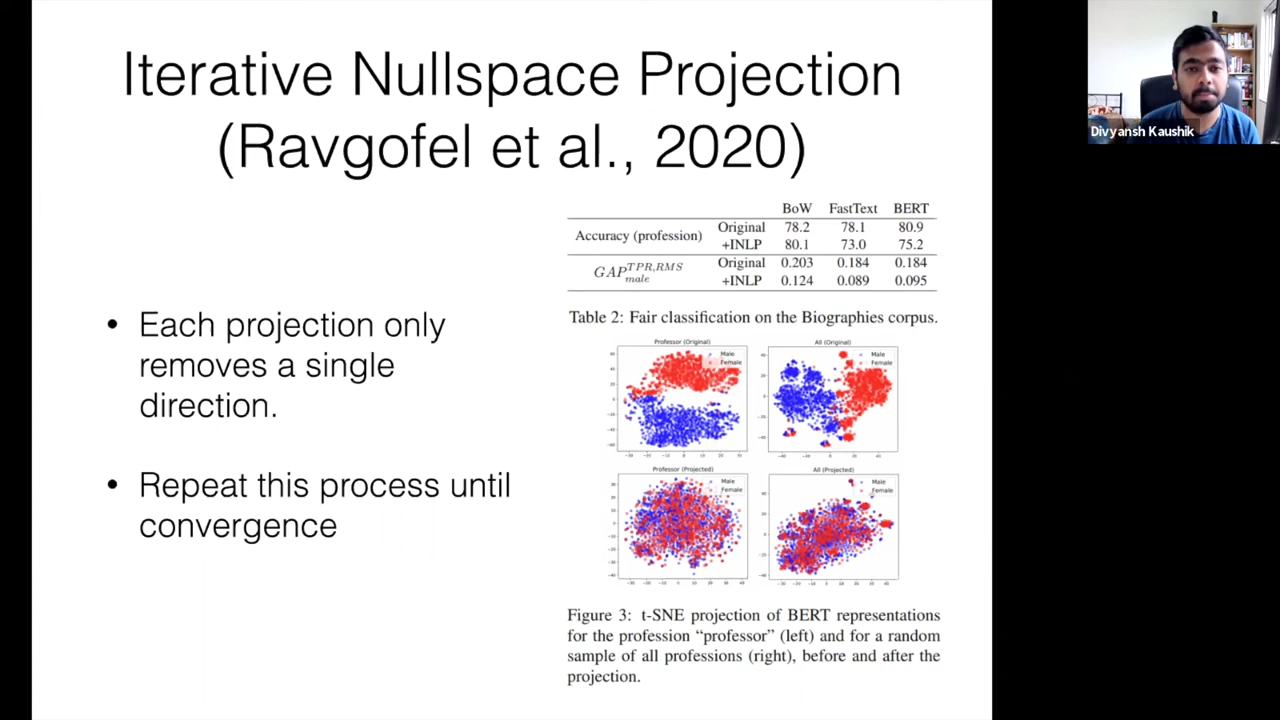 Iterative Nullspace Projection
(Ravgofel et al., 2020)
• Each projection only
removes a single
direction.
• Repeat this process until
convergence
BoW FastText BERT
Accuracy (profession) Original 78.2 78.1 80.9
+INLP 80.1 73.0 75.2
GAP male TPR,RMS Original 0.203 0.184 0.184
+INLP 0.124 0.089 0.095
Table 2: Fair classification on the Biographies corpus.
Professor (Original)
Male
Female
All (Original)
Male
Female
Professor (Projected)
Male
Female
All (Projected)
Male
Female
Figure 3: t-SNE projection of BERT representations
for the profession “professor” (left) and for a random
sample of all professions (right), before and after the
projection.
Divyansh Kaushik